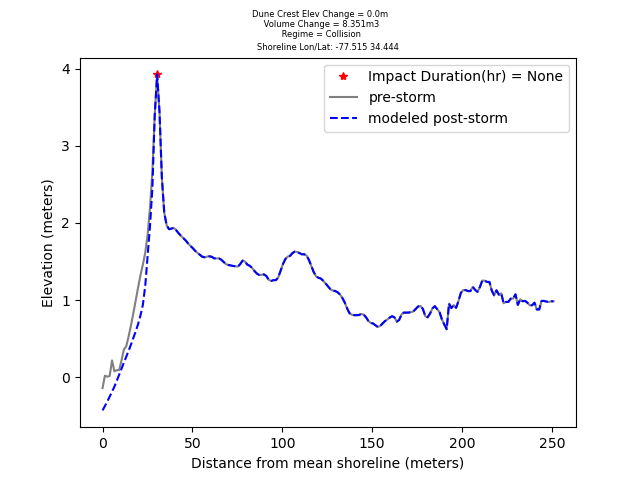 Dune Crest Elev Change = 0.0m
Volume Change = 8.351m3
Regime = Collision
Shoreline Lon/Lat: -77.515 34.444
Impact Duration(hr) = None
pre-storm
modeled post-storm
Elevation (meters)
4
3
2
1
0
0 50 100 150 200 250
Distance from mean shoreline (meters)